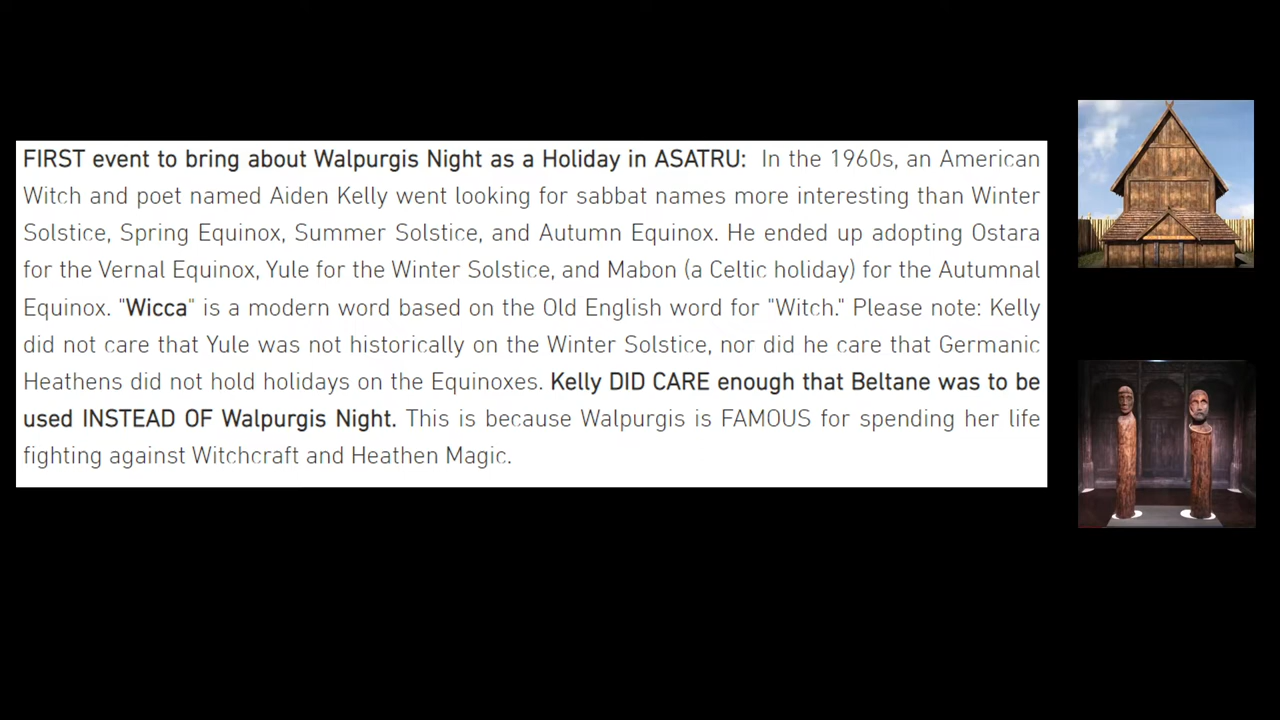 FIRST event to bring about Walpurgis Night as a Holiday in ASATRU: In the 1960s, an American
Witch and poet named Aiden Kelly went looking for sabbat names more interesting than Winter
Solstice, Spring Equinox, Summer Solstice, and Autumn Equinox. He ended up adopting Ostara
for the Vernal Equinox, Yule for the Winter Solstice, and Mabon (a Celtic holiday) for the Autumnal
Equinox. "Wicca" is a modern word based on the Old English word for "Witch." Please note: Kelly
did not care that Yule was not historically on the Winter Solstice, nor did he care that Germanic
Heathens did not hold holidays on the Equinoxes. Kelly DID CARE enough that Beltane was to be
used INSTEAD OF Walpurgis Night. This is because Walpurgis is FAMOUS for spending her life
fighting against Witchcraft and Heathen Magic.